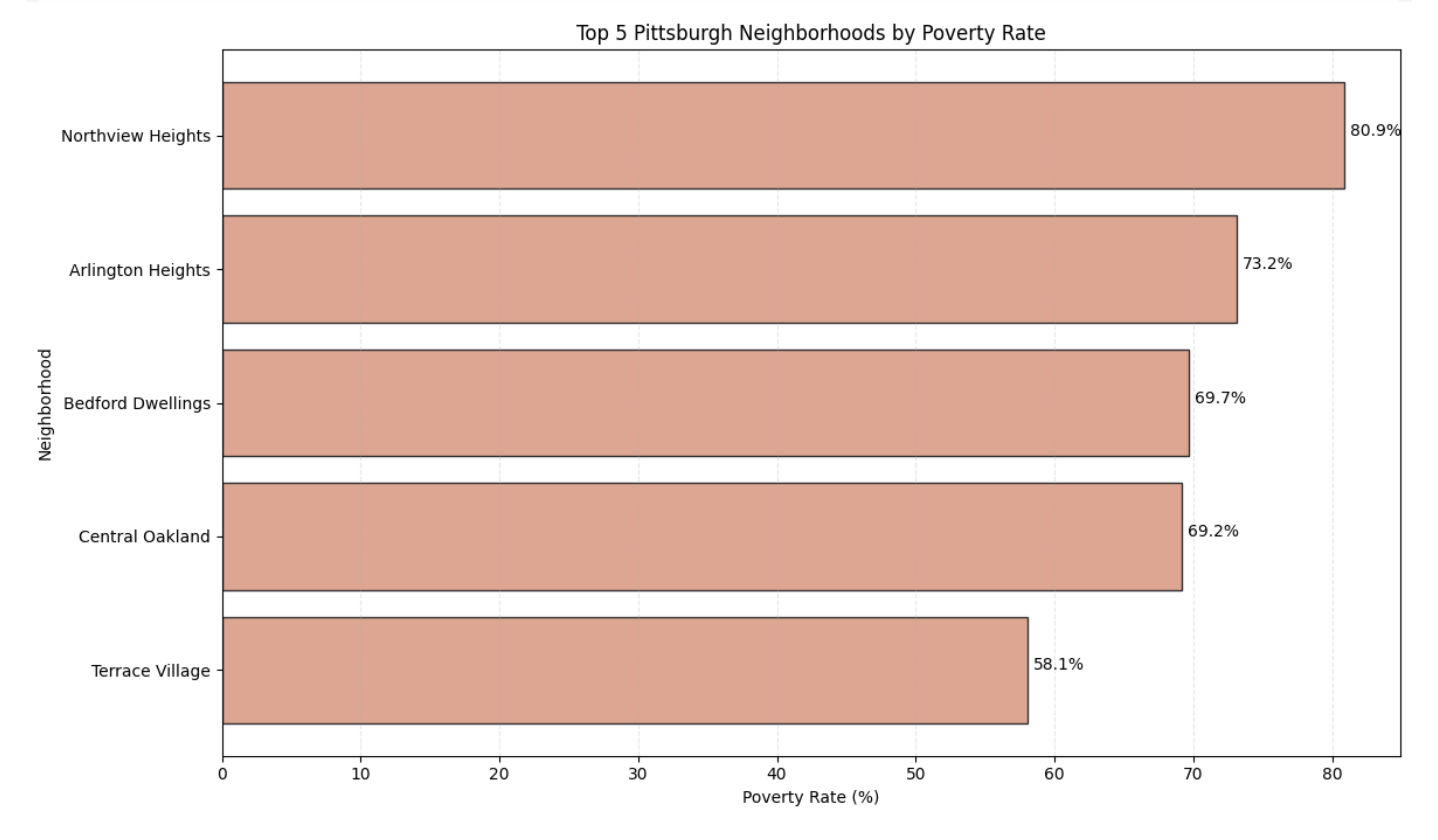 Top 5 Pittsburgh Neighborhoods by Poverty Rate
Northview Heights
80.9%
Arlington Heights
73.2%
Neighborhood
Bedford Dwellings
69.7%
Central Oakland
69.2%
Terrace Village
58.1%
0 10 20 30 40 50 60 70 80
Poverty Rate (%)